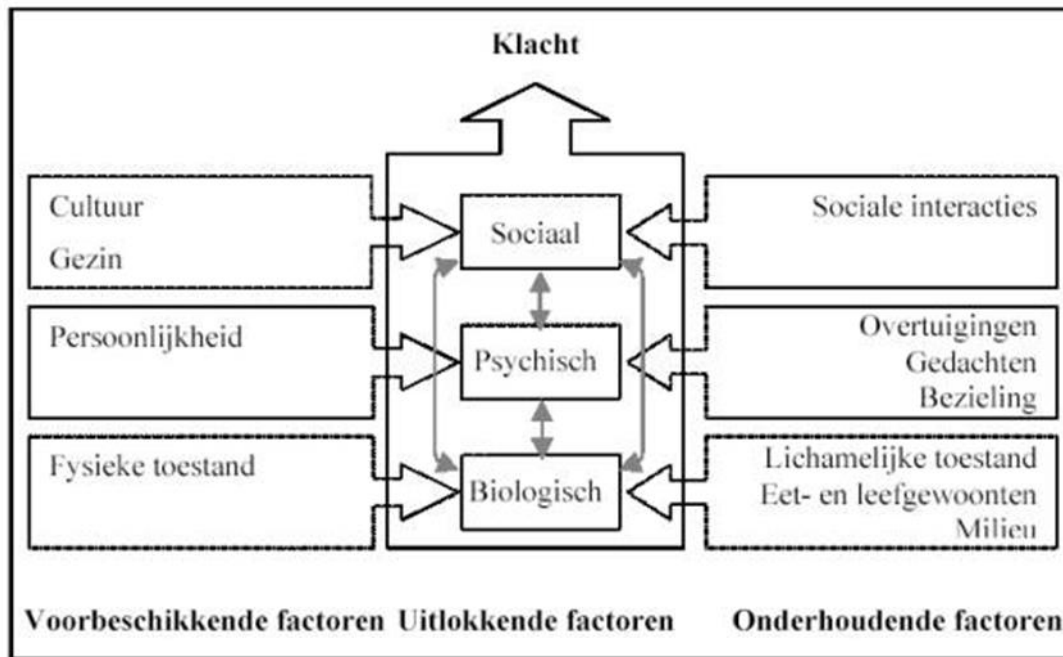 Klacht
Cultuur
Gezin
Sociaal
Sociale interacties
Persoonlijkheid
Psychisch
Overtuigingen
Gedachten
Bezieling
Fysieke toestand
Biologisch
Lichamelijke toestand
Eet- en leefgewoonten
Milieu
Voorbeschikkende factoren
Uitlokkende factoren
Onderhoudende factoren